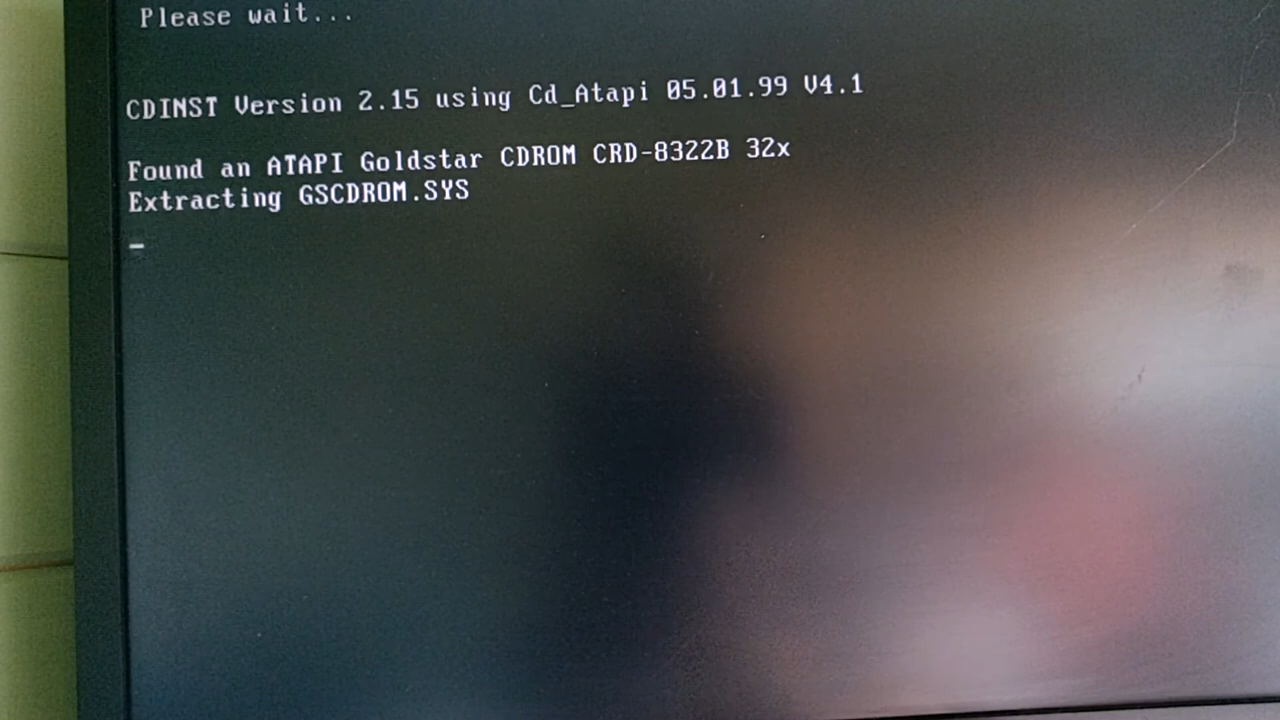 Please wait...
CDINST Version 2.15 using Cd_Atapi 05.01.99 V4.1
Found an ATAPI Goldstar CDROM CRD-8322B 32x
Extracting GSCDROM.SYS
_